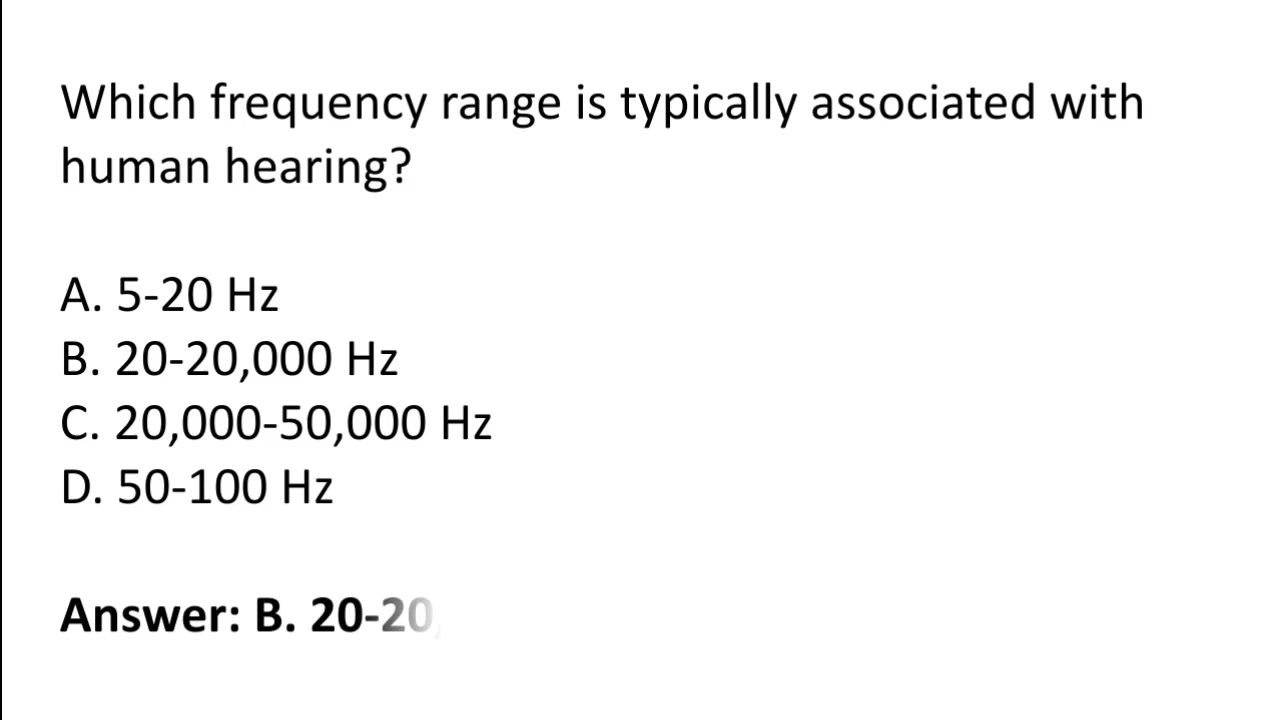 Which frequency range is typically associated with
human hearing?
A. 5-20 Hz
B. 20-20,000 Hz
C. 20,000-50,000 Hz
D. 50-100 Hz
Answer: B. 20-20,